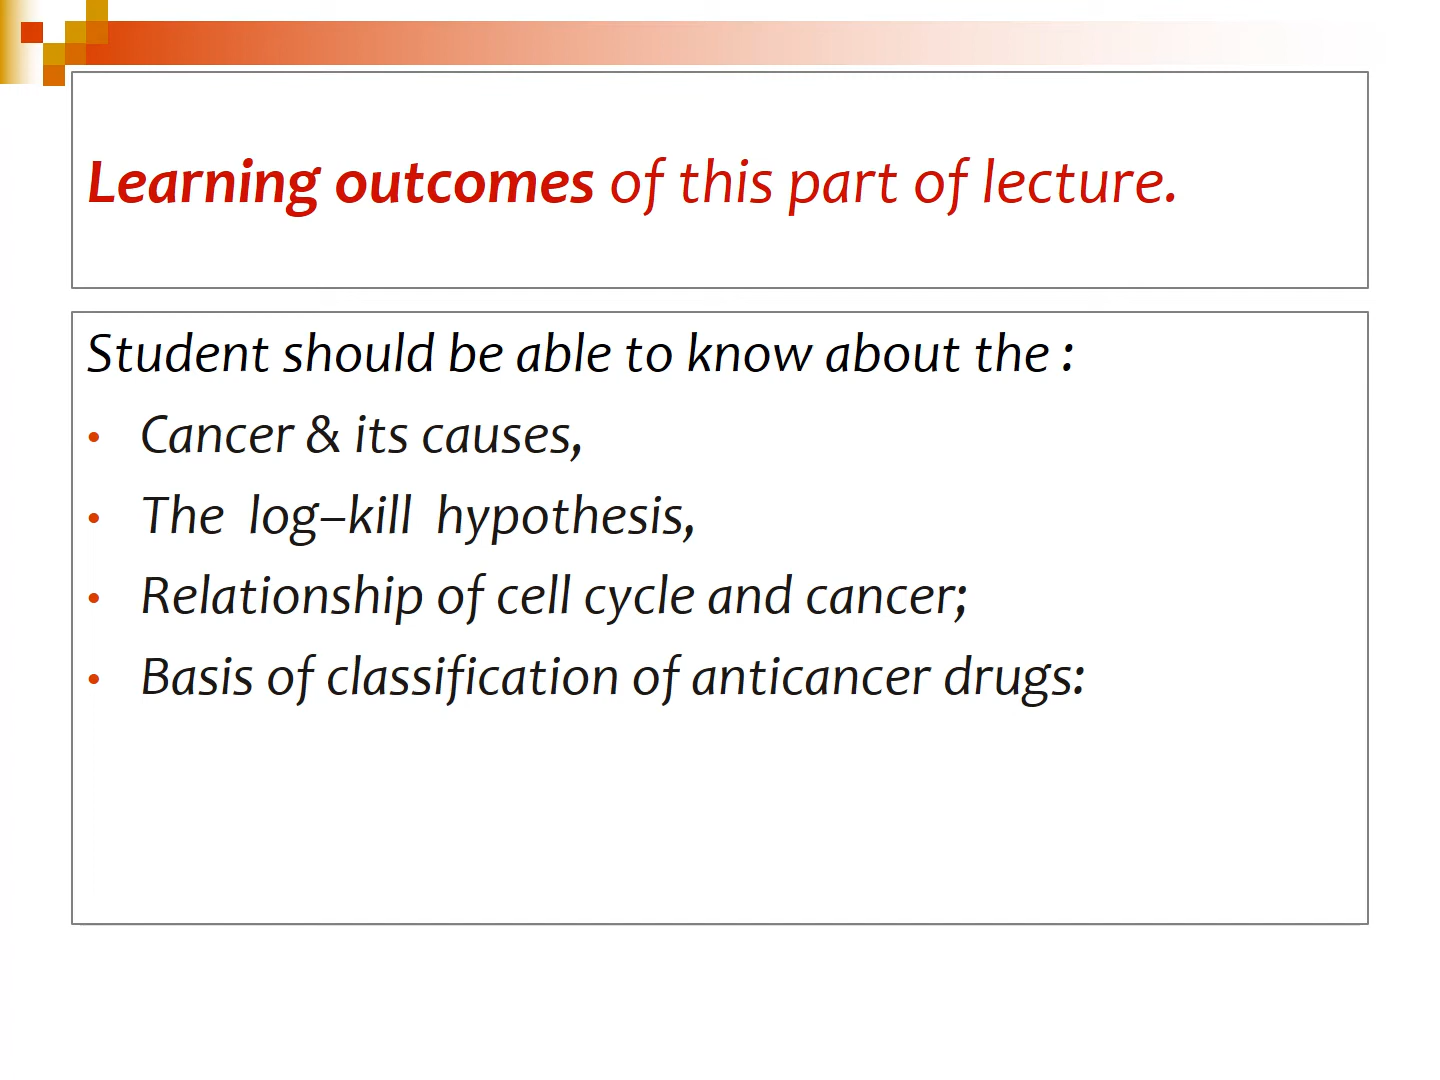 Learning outcomes of this part of lecture.
Student should be able to know about the :
• Cancer & its causes,
• The log–kill hypothesis,
• Relationship of cell cycle and cancer;
• Basis of classification of anticancer drugs: